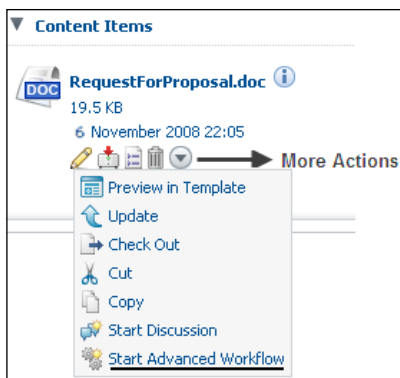 Content Items
DOC
RequestForProposal.doc
19.5 KB
6 November 2008 22:05
More Actions
Preview in Template
Update
Check Out
Cut
Copy
Start Discussion
Start Advanced Workflow